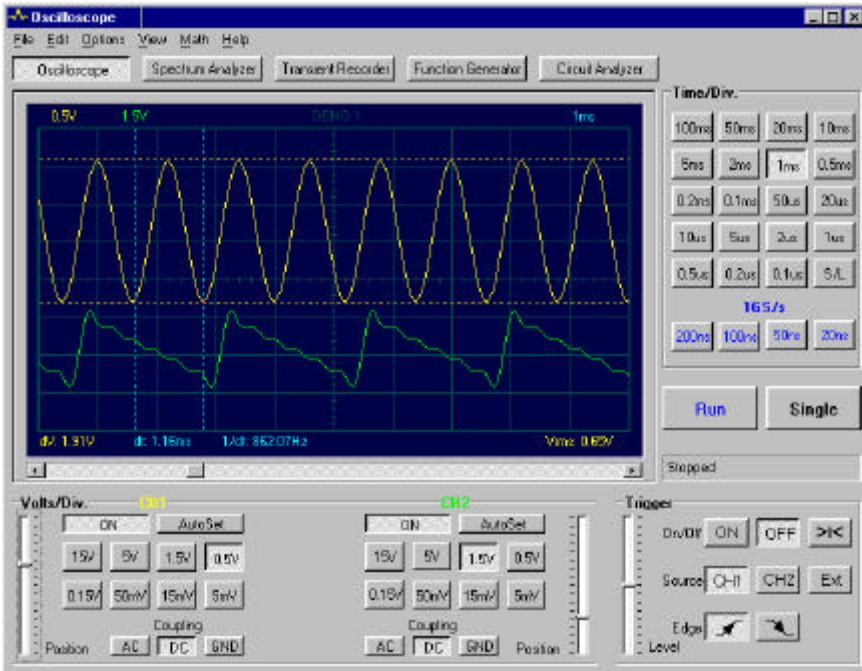 Oscilloscope
File Edit Options View Math Help
Oscilloscope Spectrum Analyzer Transient Recorder Function Generator Circuit Analyzer
0.5V 1.5V DEMO 1 1ms
dV: 1.91V dt: 1.16ms 1/dt: 862.07Hz Vrms: 0.69V
Time/Div.
100ms 50ms 20ms 10ms
5ms 2ms 1ms 0.5ms
0.2ms 0.1ms 50us 20us
10us 5us 2us 1us
0.5us 0.2us 0.1us S/L
1GS/s
200ns 100ns 50ns 20ns
Run Single
Stopped
Volts/Div. CH1
ON AutoSet
15V 5V 1.5V 0.5V
0.15V 50mV 15mV 5mV
Coupling
Position AC DC GND
CH2
ON AutoSet
15V 5V 1.5V 0.5V
0.15V 50mV 15mV 5mV
Coupling
AC DC GND Position
Trigger
On/Off ON OFF >|<
Source CH1 CH2 Ext
Edge
Level